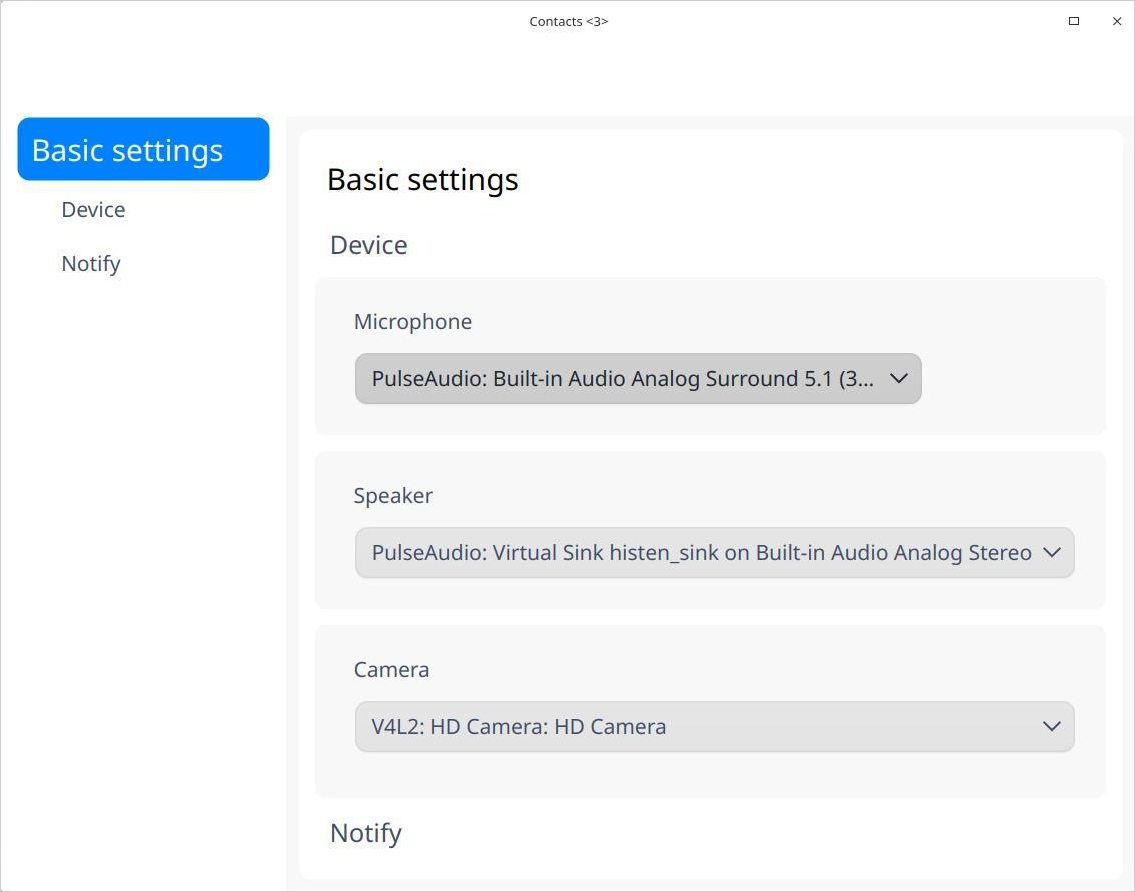 Contacts <3>
Basic settings
Device
Notify
Basic settings
Device
Microphone
PulseAudio: Built-in Audio Analog Surround 5.1 (3...
Speaker
PulseAudio: Virtual Sink histen_sink on Built-in Audio Analog Stereo
Camera
V4L2: HD Camera: HD Camera
Notify